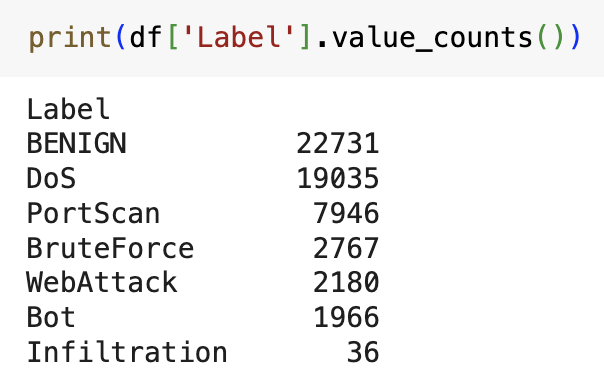 print(df['Label'].value_counts())
Label
BENIGN 22731
DoS 19035
PortScan 7946
BruteForce 2767
WebAttack 2180
Bot 1966
Infiltration 36